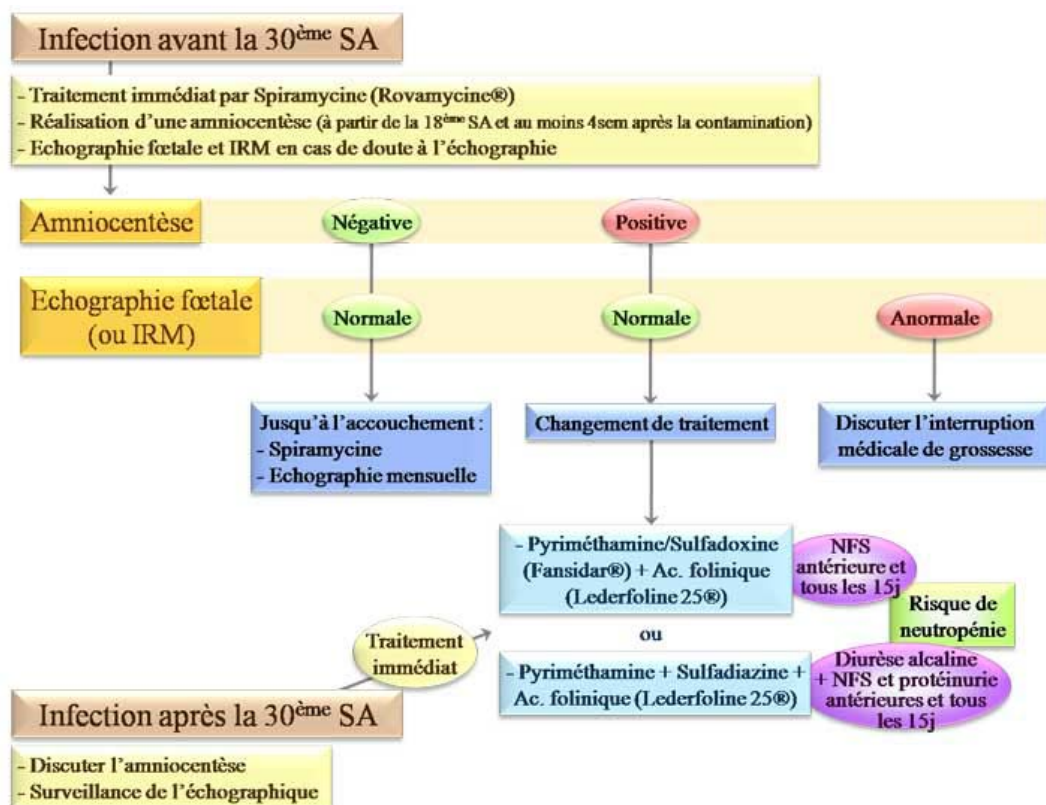 Infection avant la 30ème SA
- Traitement immédiat par Spiramycine (Rovamycine®)
- Réalisation d’une amniocentèse (à partir de la 18ème SA et au moins 4sem après la contamination)
- Echographie fœtale et IRM en cas de doute à l’échographie
Amniocentèse
Négative
Positive
Echographie fœtale
(ou IRM)
Normale
Normale
Anormale
Jusqu’à l’accouchement :
- Spiramycine
- Echographie mensuelle
Changement de traitement
Discuter l’interruption
médicale de grossesse
- Pyriméthamine/Sulfadoxine
(Fansidar®) + Ac. folinique
(Lederfoline 25®)
NFS
antérieure et
tous les 15j
Risque de
neutropénie
ou
Traitement
immédiat
- Pyriméthamine + Sulfadiazine +
Ac. folinique (Lederfoline 25®)
Diurèse alcaline
+ NFS et protéinurie
antérieures et tous
les 15j
Infection après la 30ème SA
- Discuter l’amniocentèse
- Surveillance de l’échographique